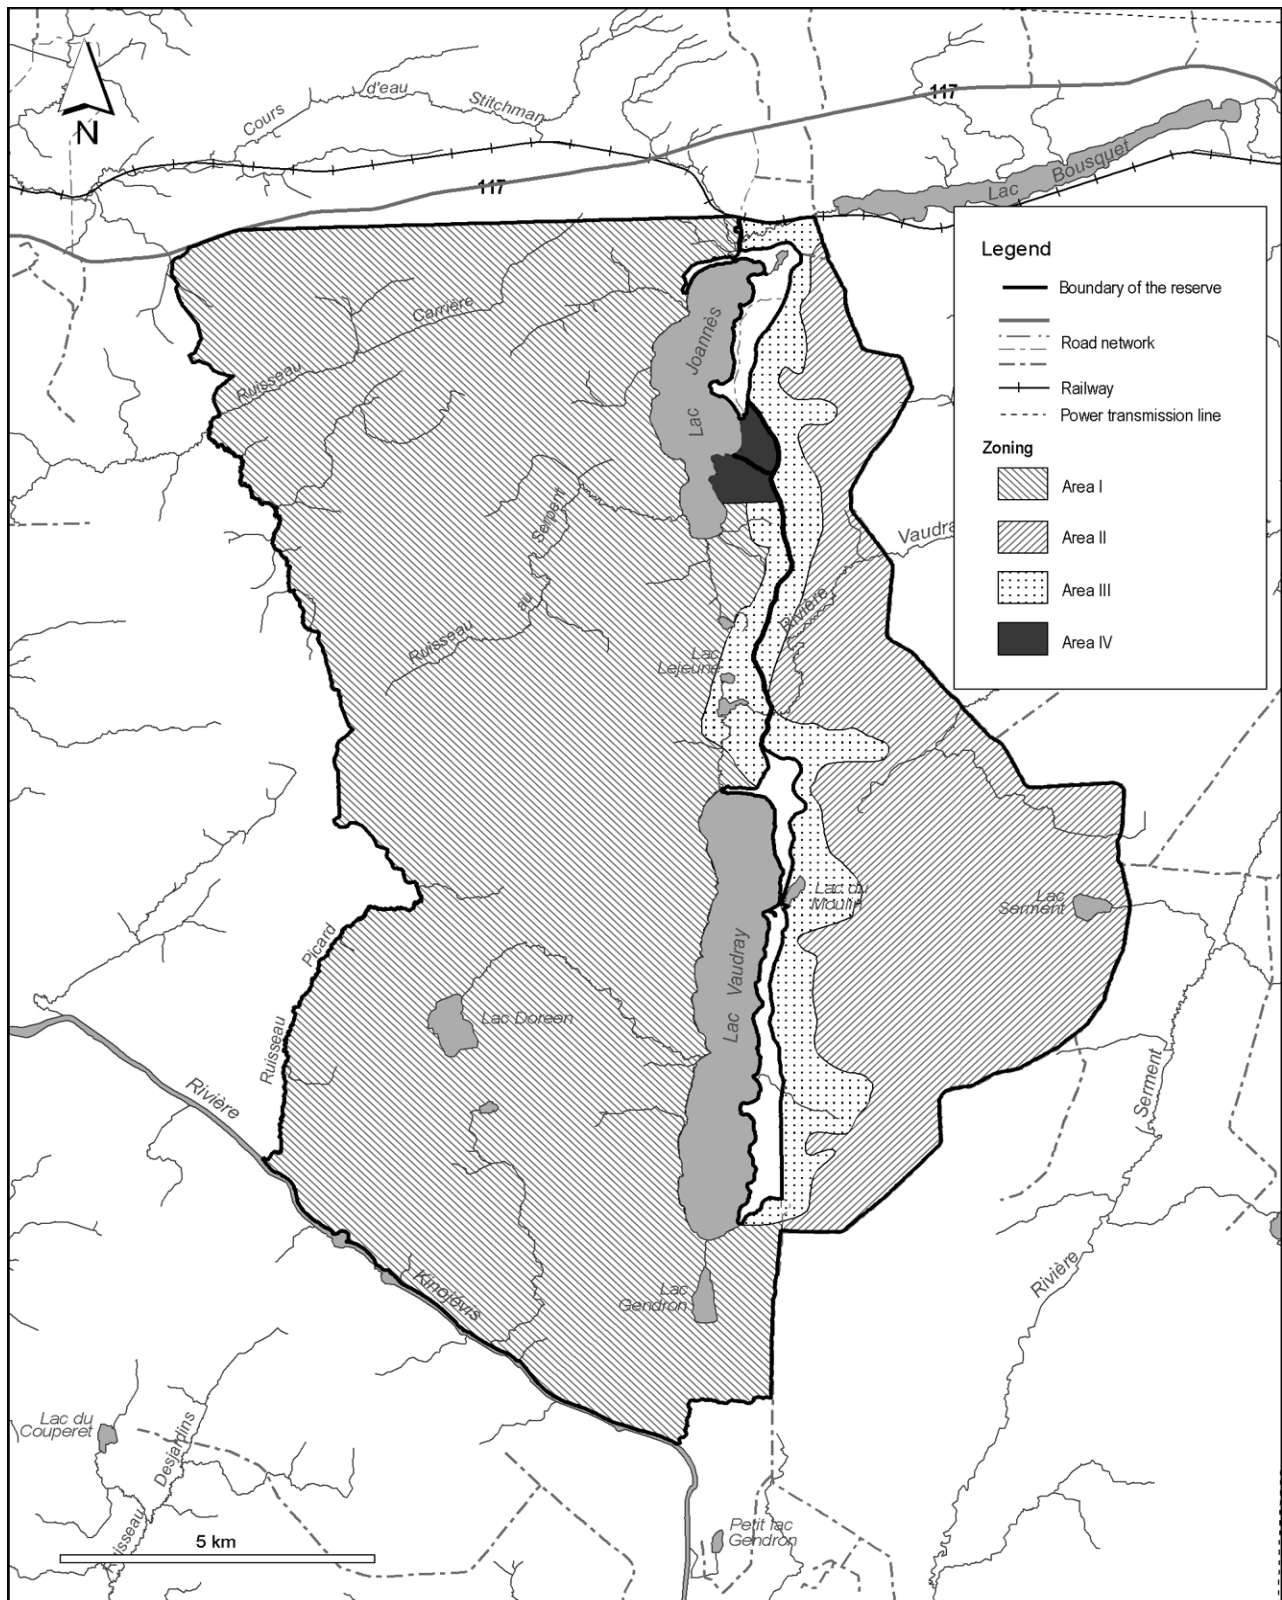 117
Cours d'eau Stitchman
N
117
Lac Bousquet
Legend
Boundary of the reserve
Road network
Railway
Power transmission line
Zoning
Area I
Area II
Area III
Area IV
Ruisseau Carrière
Lac Joannès
Ruisseau au Serpent
Rivière Vaudra
Lac
Lejeune
Lac du
Moulin
Lac
Serment
Lac Vaudray
Ruisseau Picard
Lac Doreen
Rivière Kinojévis
Rivière Serment
Lac
Gendron
Lac du
Couperet
Ruisseau Desjardins
5 km
Petit lac
Gendron